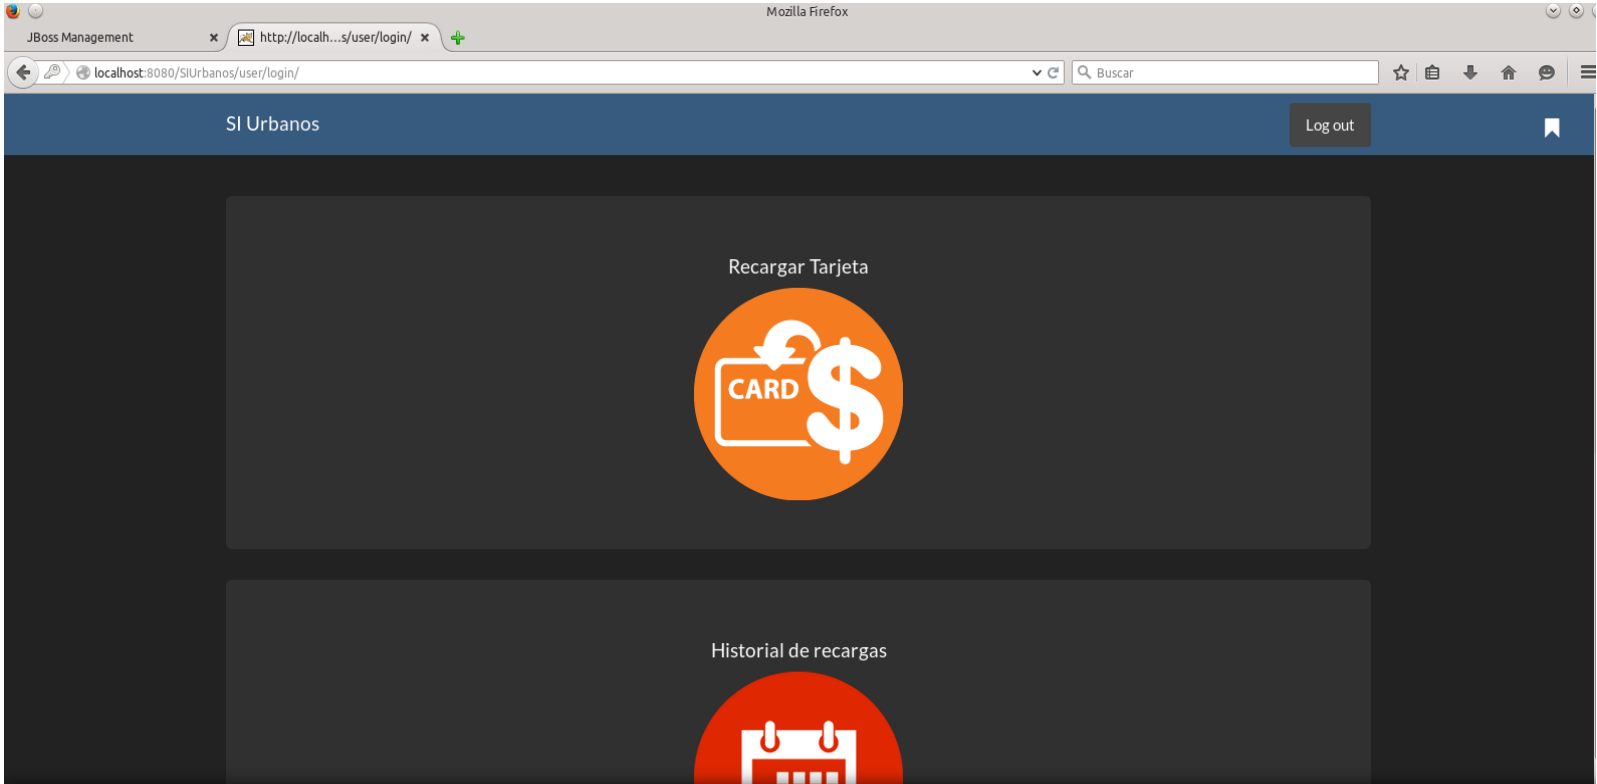 Mozilla Firefox
JBoss Management
http://localh...s/user/login/
localhost:8080/SIUrbanos/user/login/
Buscar
SI Urbanos
Log out
Recargar Tarjeta
CARD
$
Historial de recargas